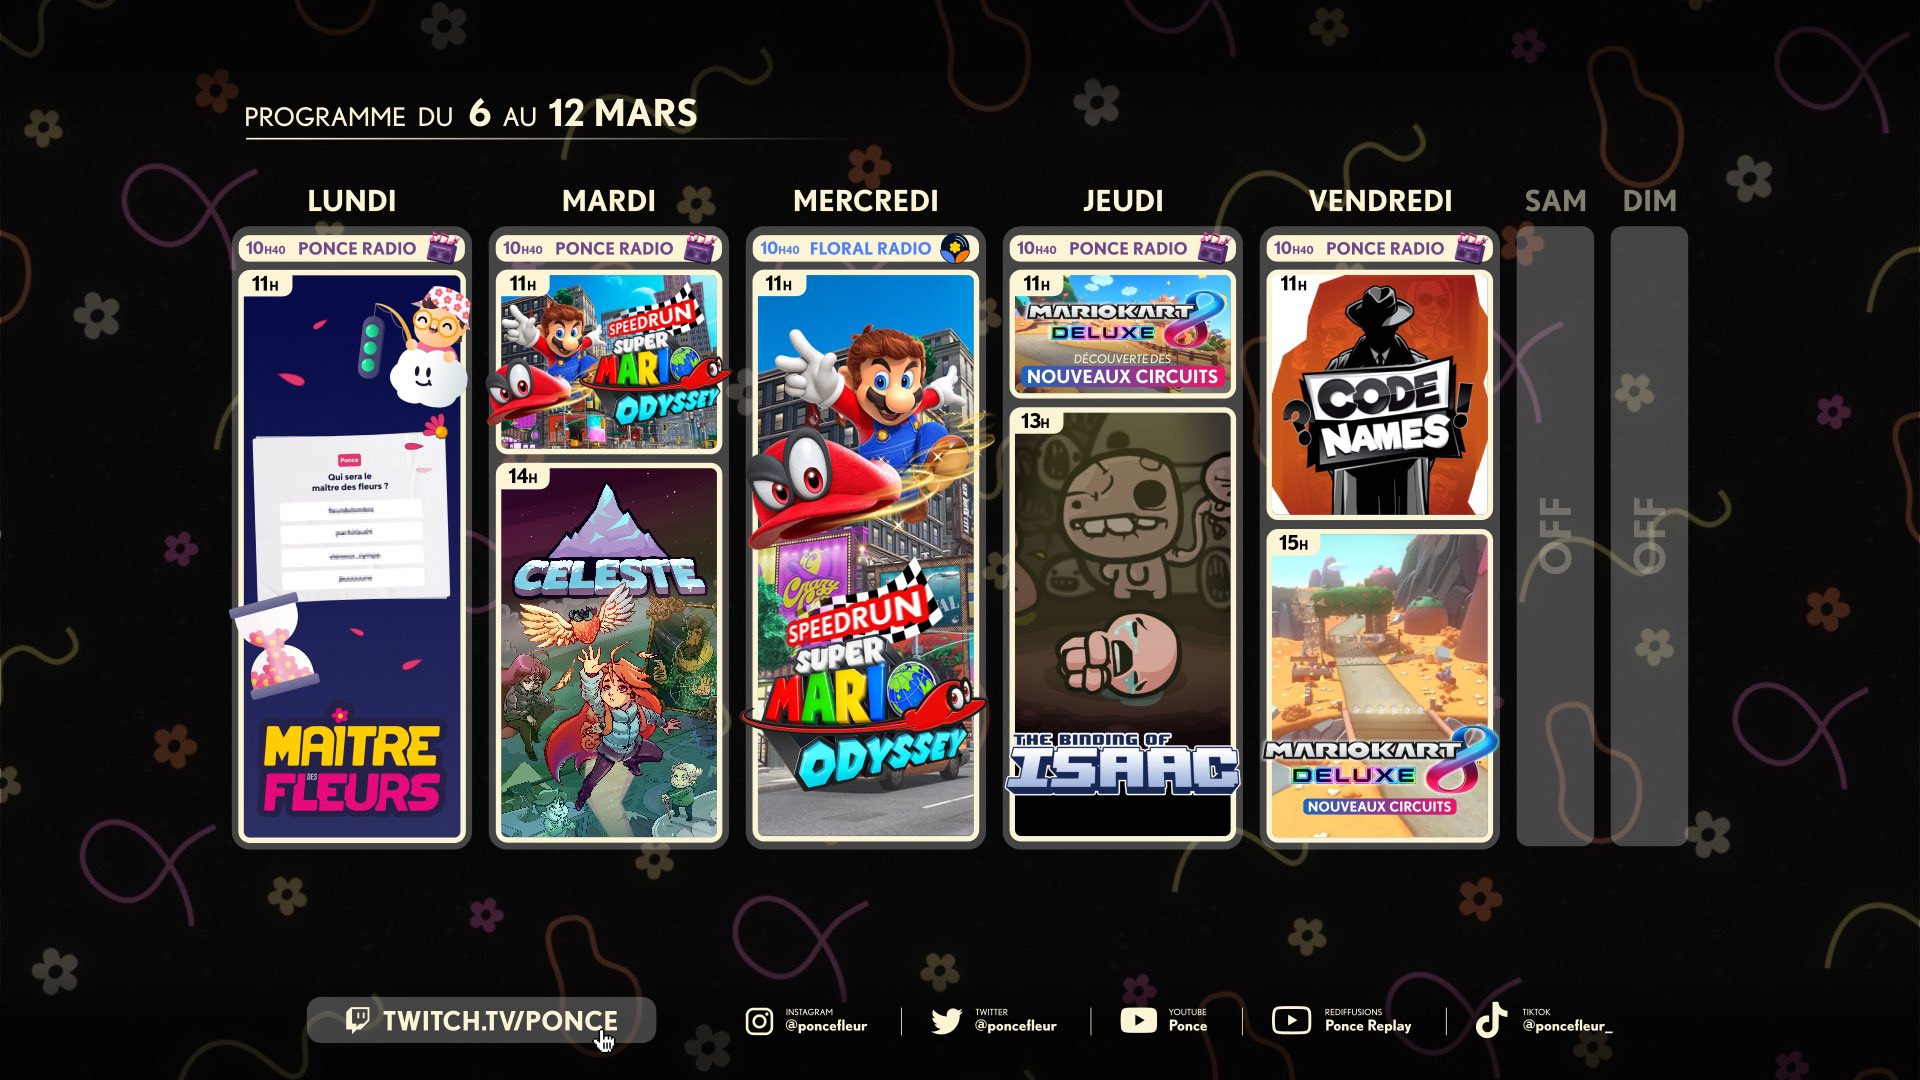 PROGRAMME DU 6 AU 12 MARS
LUNDI
10H40 PONCE RADIO
11H
Ponce
Qui sera le
maître des fleurs ?
MAÎTRE
DES
FLEURS
MARDI
10H40 PONCE RADIO
11H
SPEEDRUN
SUPER
MARIO
ODYSSEY
14H
CELESTE
MERCREDI
10H40 FLORAL RADIO
11H
Crazy
SPEEDRUN
SUPER
MARIO
ODYSSEY
JEUDI
10H40 PONCE RADIO
11H
MARIOKART 8
DELUXE
DÉCOUVERTE DES
NOUVEAUX CIRCUITS
13H
THE BINDING OF
ISAAC
VENDREDI
10H40 PONCE RADIO
11H
CODE
NAMES
15H
MARIOKART 8
DELUXE
NOUVEAUX CIRCUITS
SAM
OFF
DIM
OFF
TWITCH.TV/PONCE
INSTAGRAM
@poncefleur
TWITTER
@poncefleur
YOUTUBE
Ponce
REDIFFUSIONS
Ponce Replay
TIKTOK
@poncefleur_